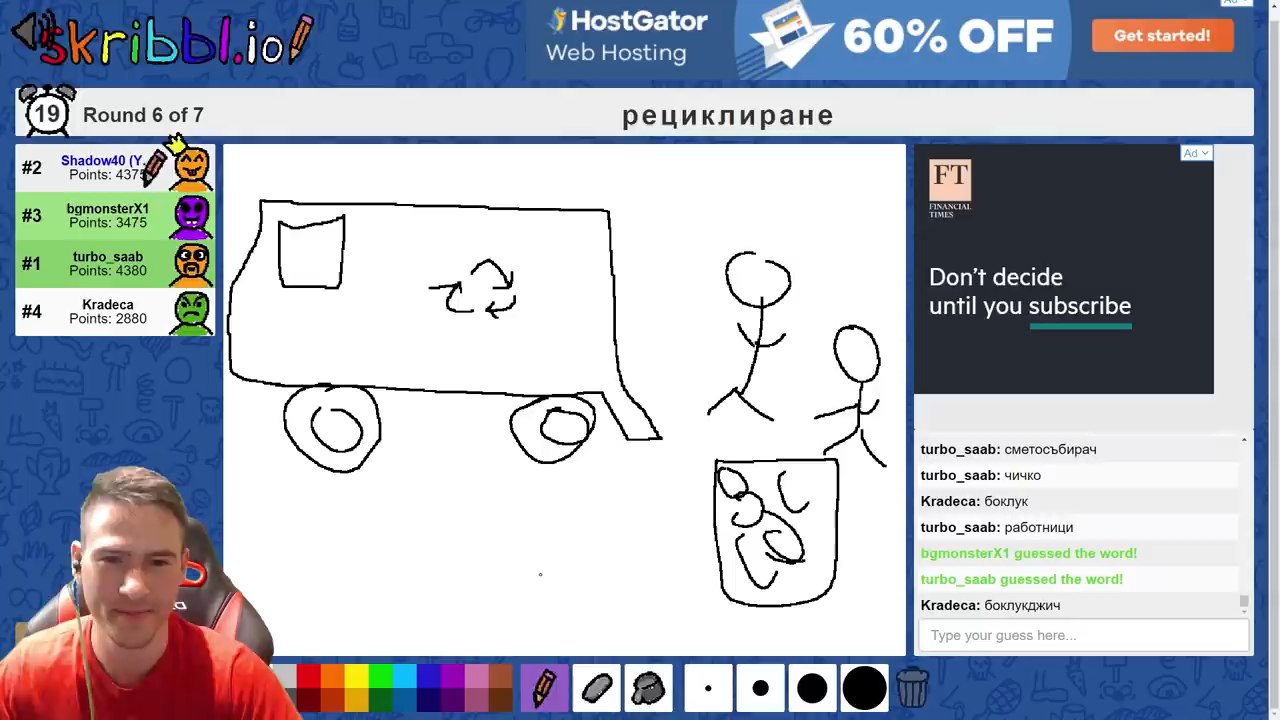 skribbl.io
HostGator
Web Hosting
60% OFF
Get started!
Ad
19
Round 6 of 7
рециклиране
#2
Shadow40 (Y.
Points: 4375
#3
bgmonsterX1
Points: 3475
#1
turbo_saab
Points: 4380
#4
Kradeca
Points: 2880
Ad
FT
FINANCIAL
TIMES
Don't decide
until you subscribe
turbo_saab: сметосъбирач
turbo_saab: чичко
Kradeca: боклук
turbo_saab: работници
bgmonsterX1 guessed the word!
turbo_saab guessed the word!
Kradeca: боклукджич
Type your guess here...